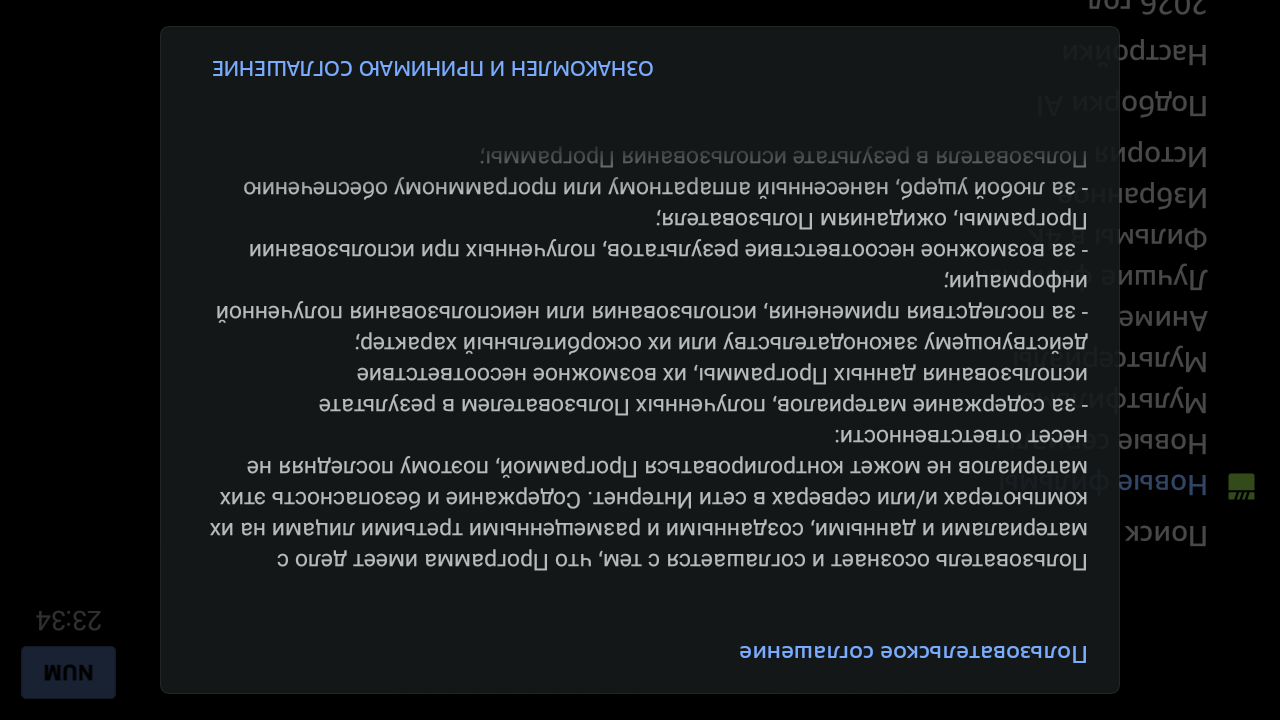 NUM
23:34
Поиск
Новые фильмы
Новые
Мультфильмы
Мультсериалы
Аниме
Лучшие
Фильмы в 4K
Избранное
История
Подборки AI
Настройки
2026 год
Пользовательское соглашение
Пользователь осознает и соглашается с тем, что Программа имеет дело с
материалами и данными, созданными и размещенными третьими лицами на их
компьютерах и/или серверах в сети Интернет. Содержание и безопасность этих
материалов не может контролироваться Программой, поэтому последняя не
несет ответственности:
- за содержание материалов, полученных Пользователем в результате
использования данных Программы, их возможное несоответствие
действующему законодательству или их оскорбительный характер;
- за последствия применения, использования или неиспользования полученной
информации;
- за возможное несоответствие результатов, полученных при использовании
Программы, ожиданиям Пользователя;
- за любой ущерб, нанесенный аппаратному или программному обеспечению
Пользователя в результате использования Программы;
ОЗНАКОМЛЕН И ПРИНИМАЮ СОГЛАШЕНИЕ